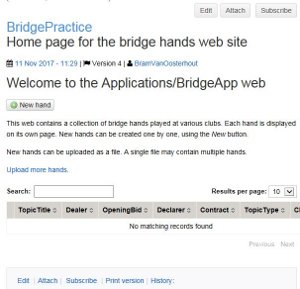 Edit Attach Subscribe
BridgePractice
Home page for the bridge hands web site
11 Nov 2017 - 11:29 | Version 4 | BramVanOosterhout
Welcome to the Applications/BridgeApp web
New hand
This web contains a collection of bridge hands played at various clubs. Each hand is displayed
on its own page. New hands can be created one by one, using the New button.
New hands can be uploaded as a file. A single file may contain multiple hands.
Upload more hands.
Search: Results per page: 10
TopicTitle Dealer OpeningBid Declarer Contract TopicType
No matching records found
Previous Next
Edit | Attach | Subscribe | Print version | History: